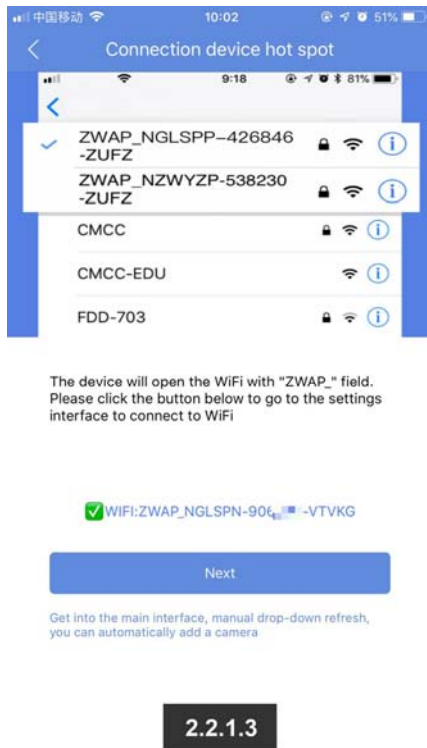 中国移动 10:02 51%
Connection device hot spot
9:18 81%
ZWAP_NGLSPP-426846
-ZUFZ
ZWAP_NZWYZP-538230
-ZUFZ
CMCC
CMCC-EDU
FDD-703
The device will open the WiFi with "ZWAP_" field.
Please click the button below to go to the settings
interface to connect to WiFi
WIFI:ZWAP_NGLSPN-906 -VTVKG
Next
Get into the main interface, manual drop-down refresh,
you can automatically add a camera
2.2.1.3